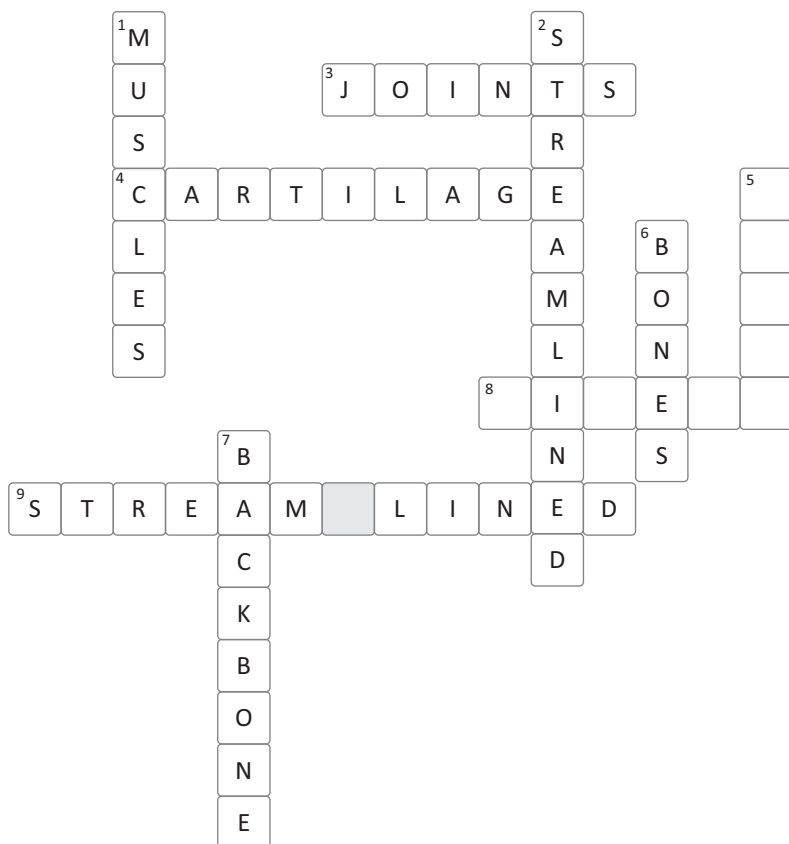 1 M 2 S
U 3 J O I N T S
S R
4 C A R T I L A G E 5
L A 6 B
E M O
S L N
8 I E
7 B N S
9 S T R E A M L I N E D
C D
K
B
O
N
E